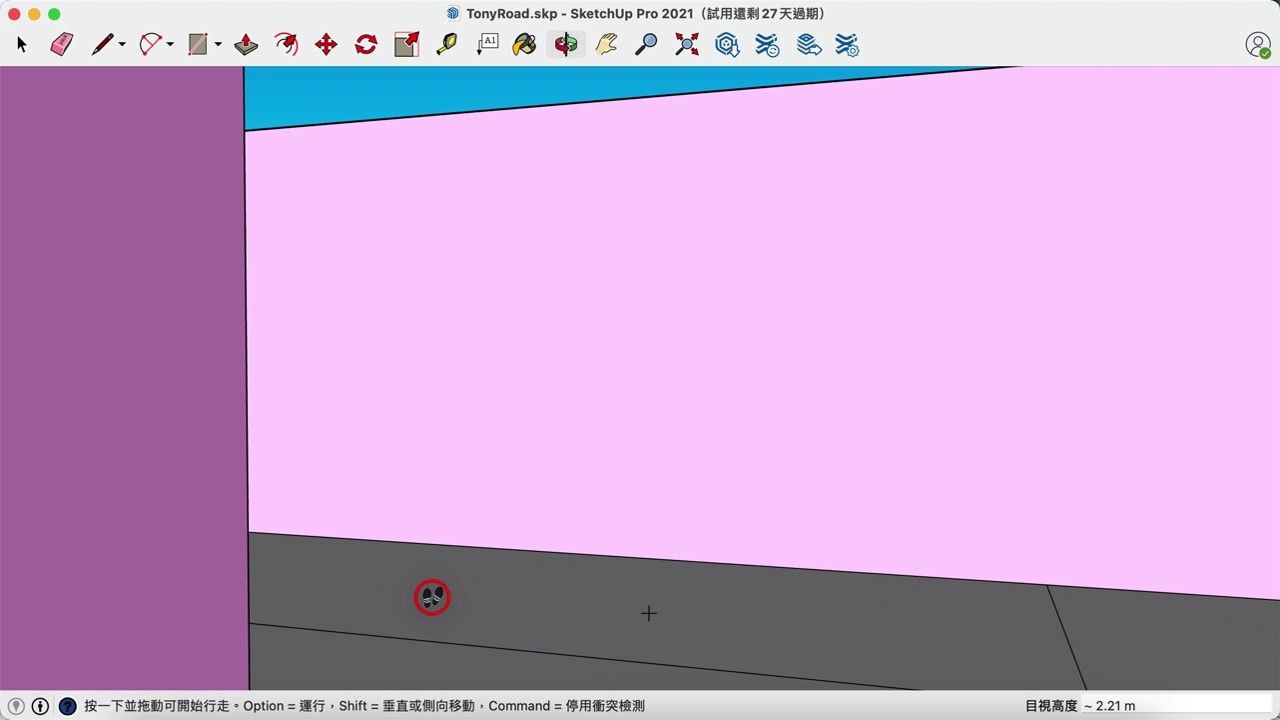 TonyRoad.skp - SketchUp Pro 2021（試用還剩 27 天過期）
A1
按一下並拖動可開始行走。Option = 運行，Shift = 垂直或側向移動，Command = 停用衝突檢測
目視高度 ~ 2.21 m